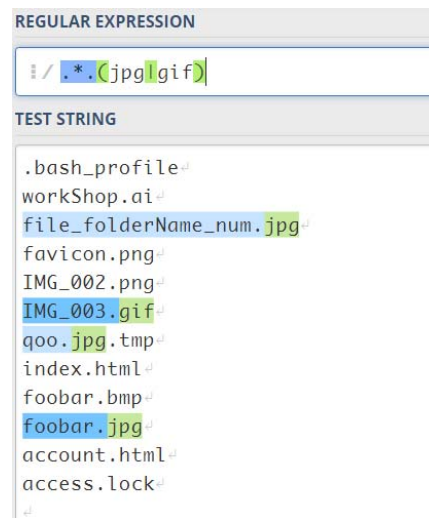 REGULAR EXPRESSION
⋮/ .*.(jpg|gif)
TEST STRING
.bash_profile↵
workShop.ai↵
file_folderName_num.jpg↵
favicon.png↵
IMG_002.png↵
IMG_003.gif↵
qoo.jpg.tmp↵
index.html↵
foobar.bmp↵
foobar.jpg↵
account.html↵
access.lock↵
↵